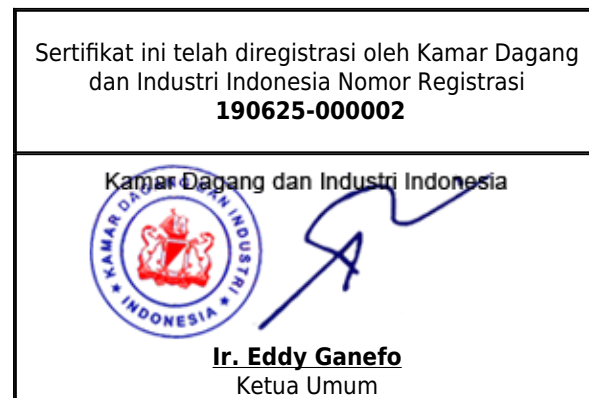 Sertifikat ini telah diregistrasi oleh Kamar Dagang
dan Industri Indonesia Nomor Registrasi
190625-000002
Kamar Dagang dan Industri Indonesia
KAMAR DAGANG DAN INDUSTRI
INDONESIA
Ir. Eddy Ganefo
Ketua Umum